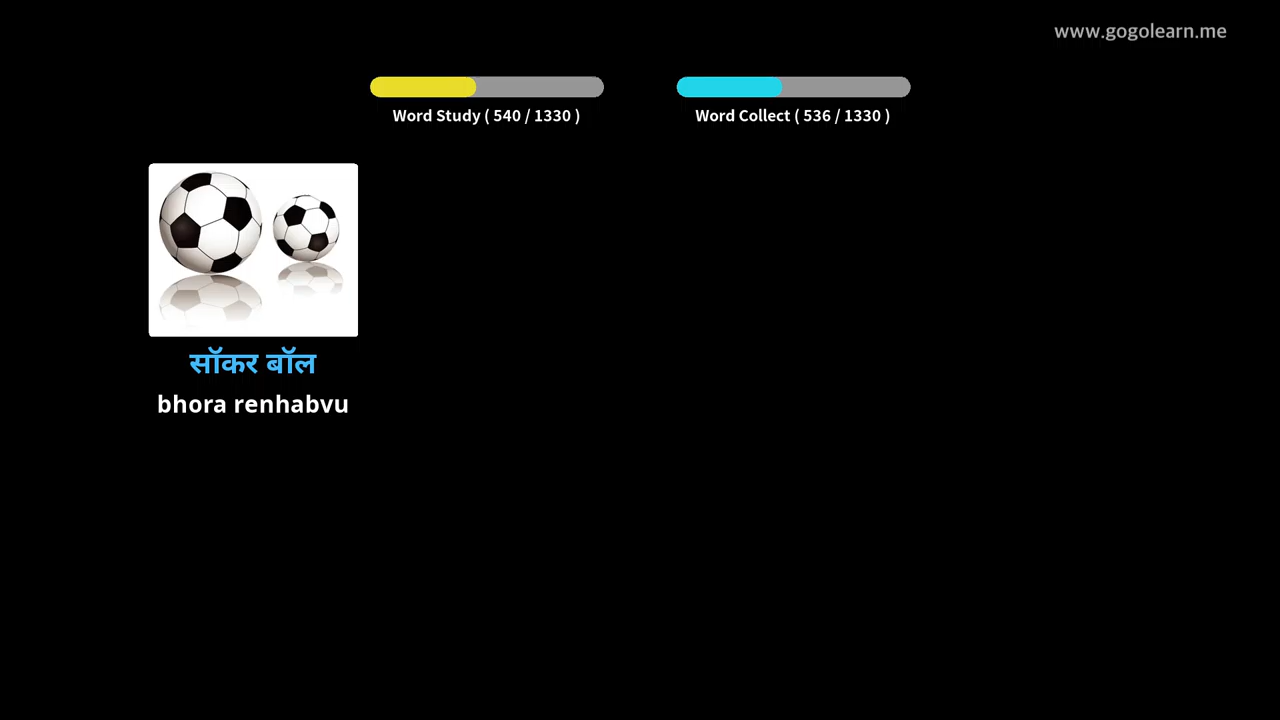 www.gogolearn.me
Word Study ( 540 / 1330 )
Word Collect ( 536 / 1330 )
सॉकर बॉल
bhora renhabvu